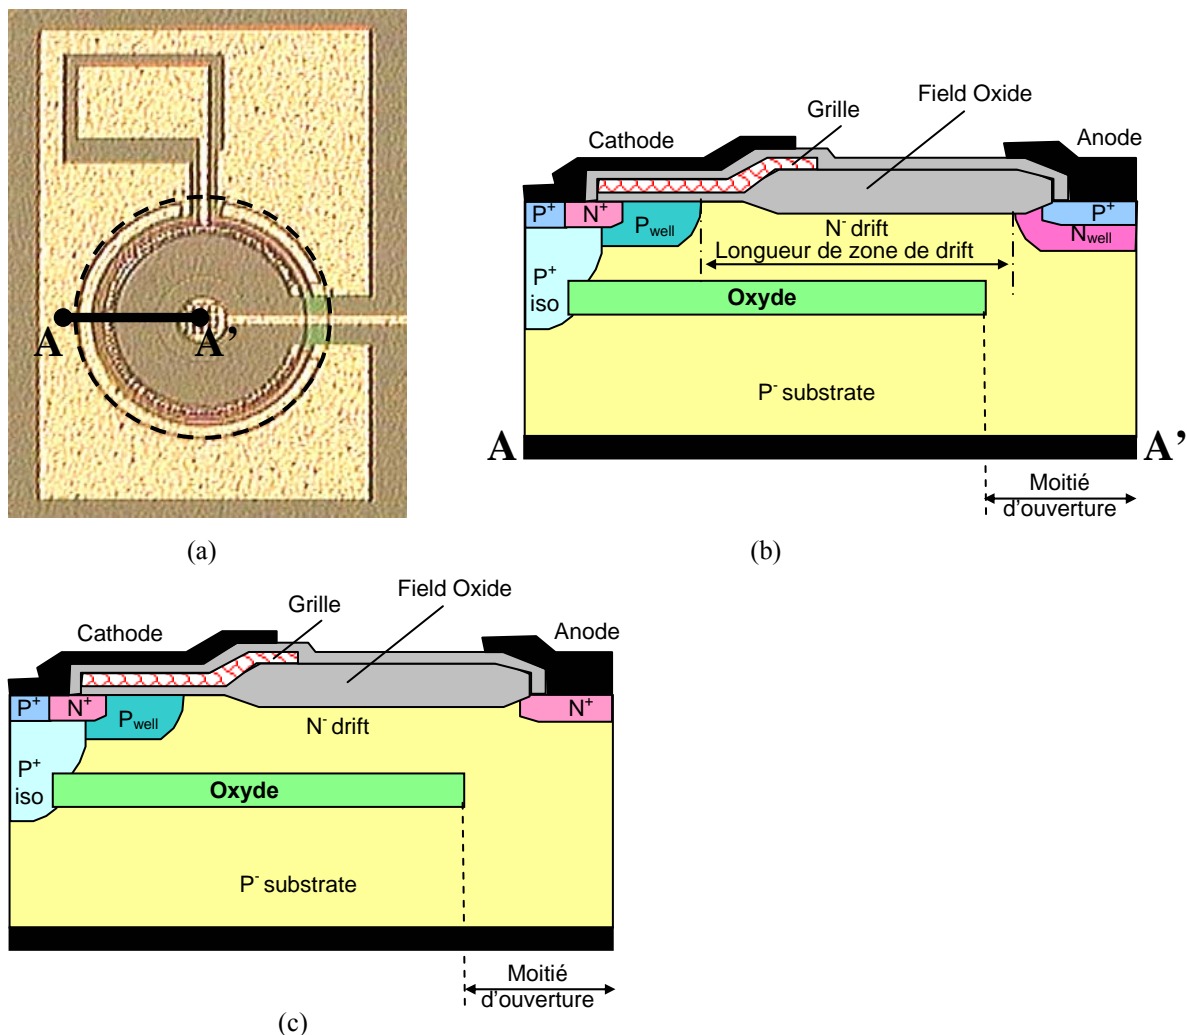 A
A’
(a)
Field Oxide
Grille
Cathode
Anode
P+
N+
Pwell
N- drift
P+
Nwell
Longueur de zone de drift
P+
iso
Oxyde
P- substrate
A
A’
Moitié
d’ouverture
(b)
Field Oxide
Grille
Cathode
Anode
P+
N+
Pwell
N- drift
N+
P+
iso
Oxyde
P- substrate
Moitié
d’ouverture
(c)